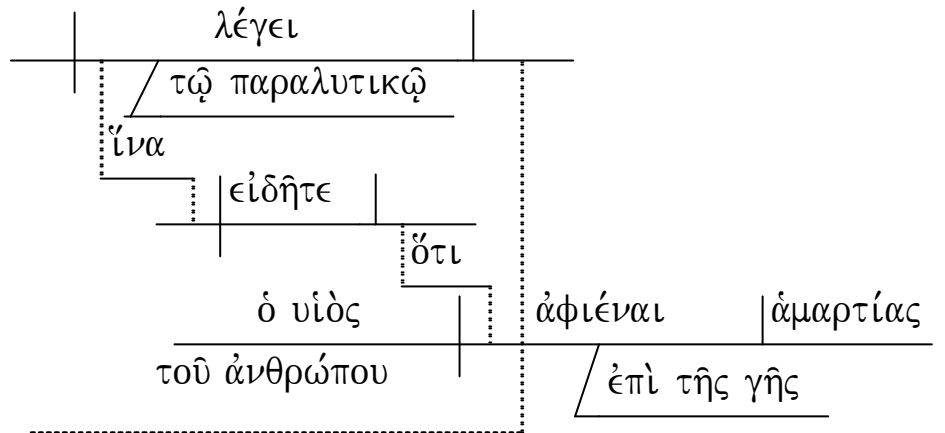 λέγει
τῷ παραλυτικῷ
ἵνα
εἰδῆτε
ὅτι
ὁ υἱὸς ἀφιέναι ἁμαρτίας
τοῦ ἀνθρώπου ἐπὶ τῆς γῆς